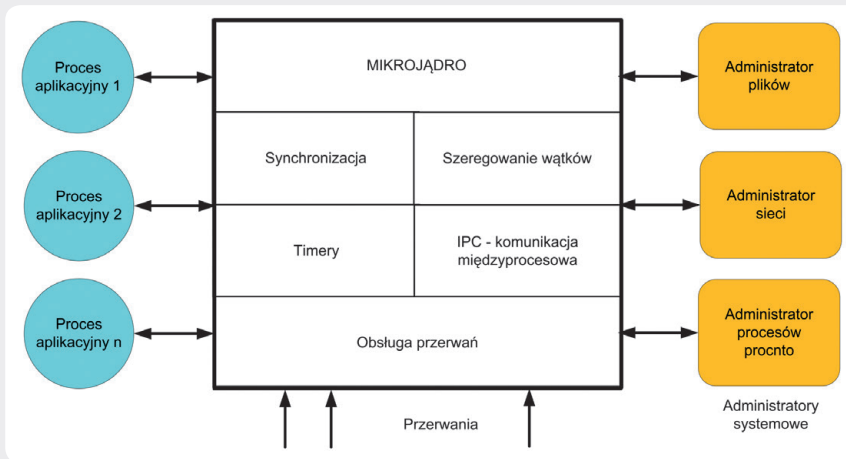 Proces
aplikacyjny 1
MIKROJĄDRO
Administrator
plików
Synchronizacja
Szeregowanie wątków
Proces
aplikacyjny 2
Administrator
sieci
Timery
IPC - komunikacja
międzyprocesowa
Proces
aplikacyjny n
Obsługa przerwań
Administrator
procesów
procnto
Przerwania
Administratory
systemowe